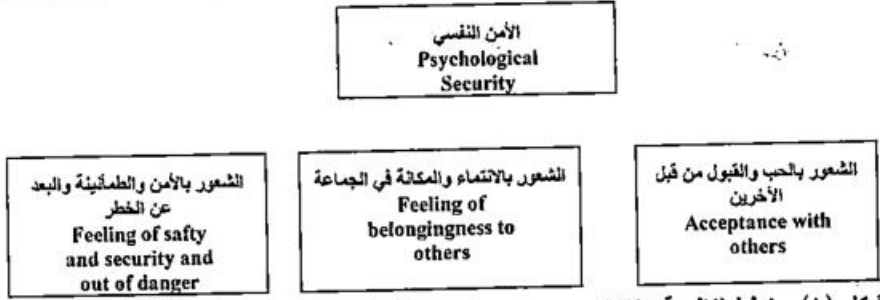 الأمن النفسي
Psychological
Security
الشعور بالحب والقبول من قبل
الآخرين
Acceptance with
others
الشعور بالانتماء والمكانة في الجماعة
Feeling of
belongingness to
others
الشعور بالأمن والطمأنينة والبعد
عن الخطر
Feeling of safty
and security and
out of danger